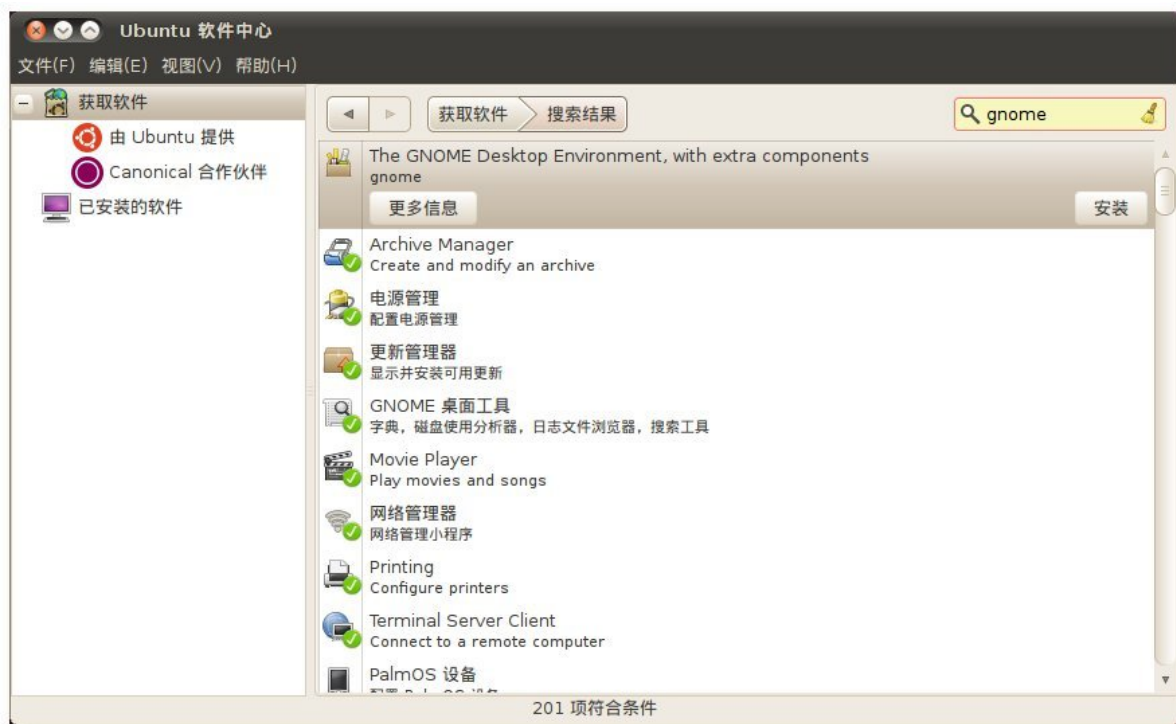 Ubuntu 软件中心
文件(F) 编辑(E) 视图(V) 帮助(H)
获取软件
由 Ubuntu 提供
Canonical 合作伙伴
已安装的软件
获取软件 搜索结果
gnome
The GNOME Desktop Environment, with extra components
gnome
更多信息
安装
Archive Manager
Create and modify an archive
电源管理
配置电源管理
更新管理器
显示并安装可用更新
GNOME 桌面工具
字典，磁盘使用分析器，日志文件浏览器，搜索工具
Movie Player
Play movies and songs
网络管理器
网络管理小程序
Printing
Configure printers
Terminal Server Client
Connect to a remote computer
PalmOS 设备
201 项符合条件